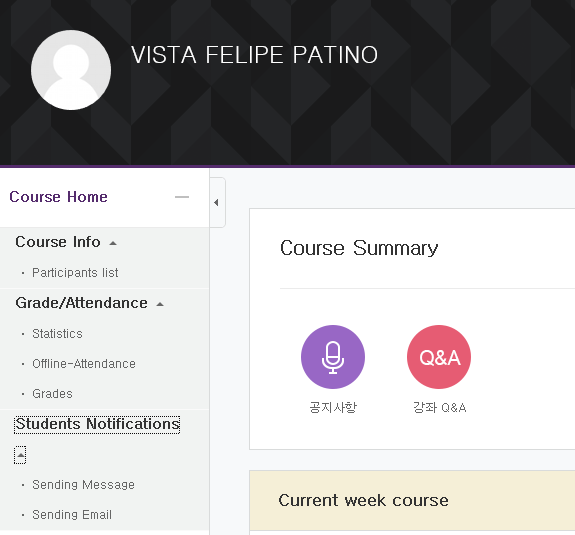 VISTA FELIPE PATINO
Course Home
Course Info
Participants list
Grade/Attendance
Statistics
Offline-Attendance
Grades
Students Notifications
Sending Message
Sending Email
Course Summary
Q&A
공지사항
강좌 Q&A
Current week course